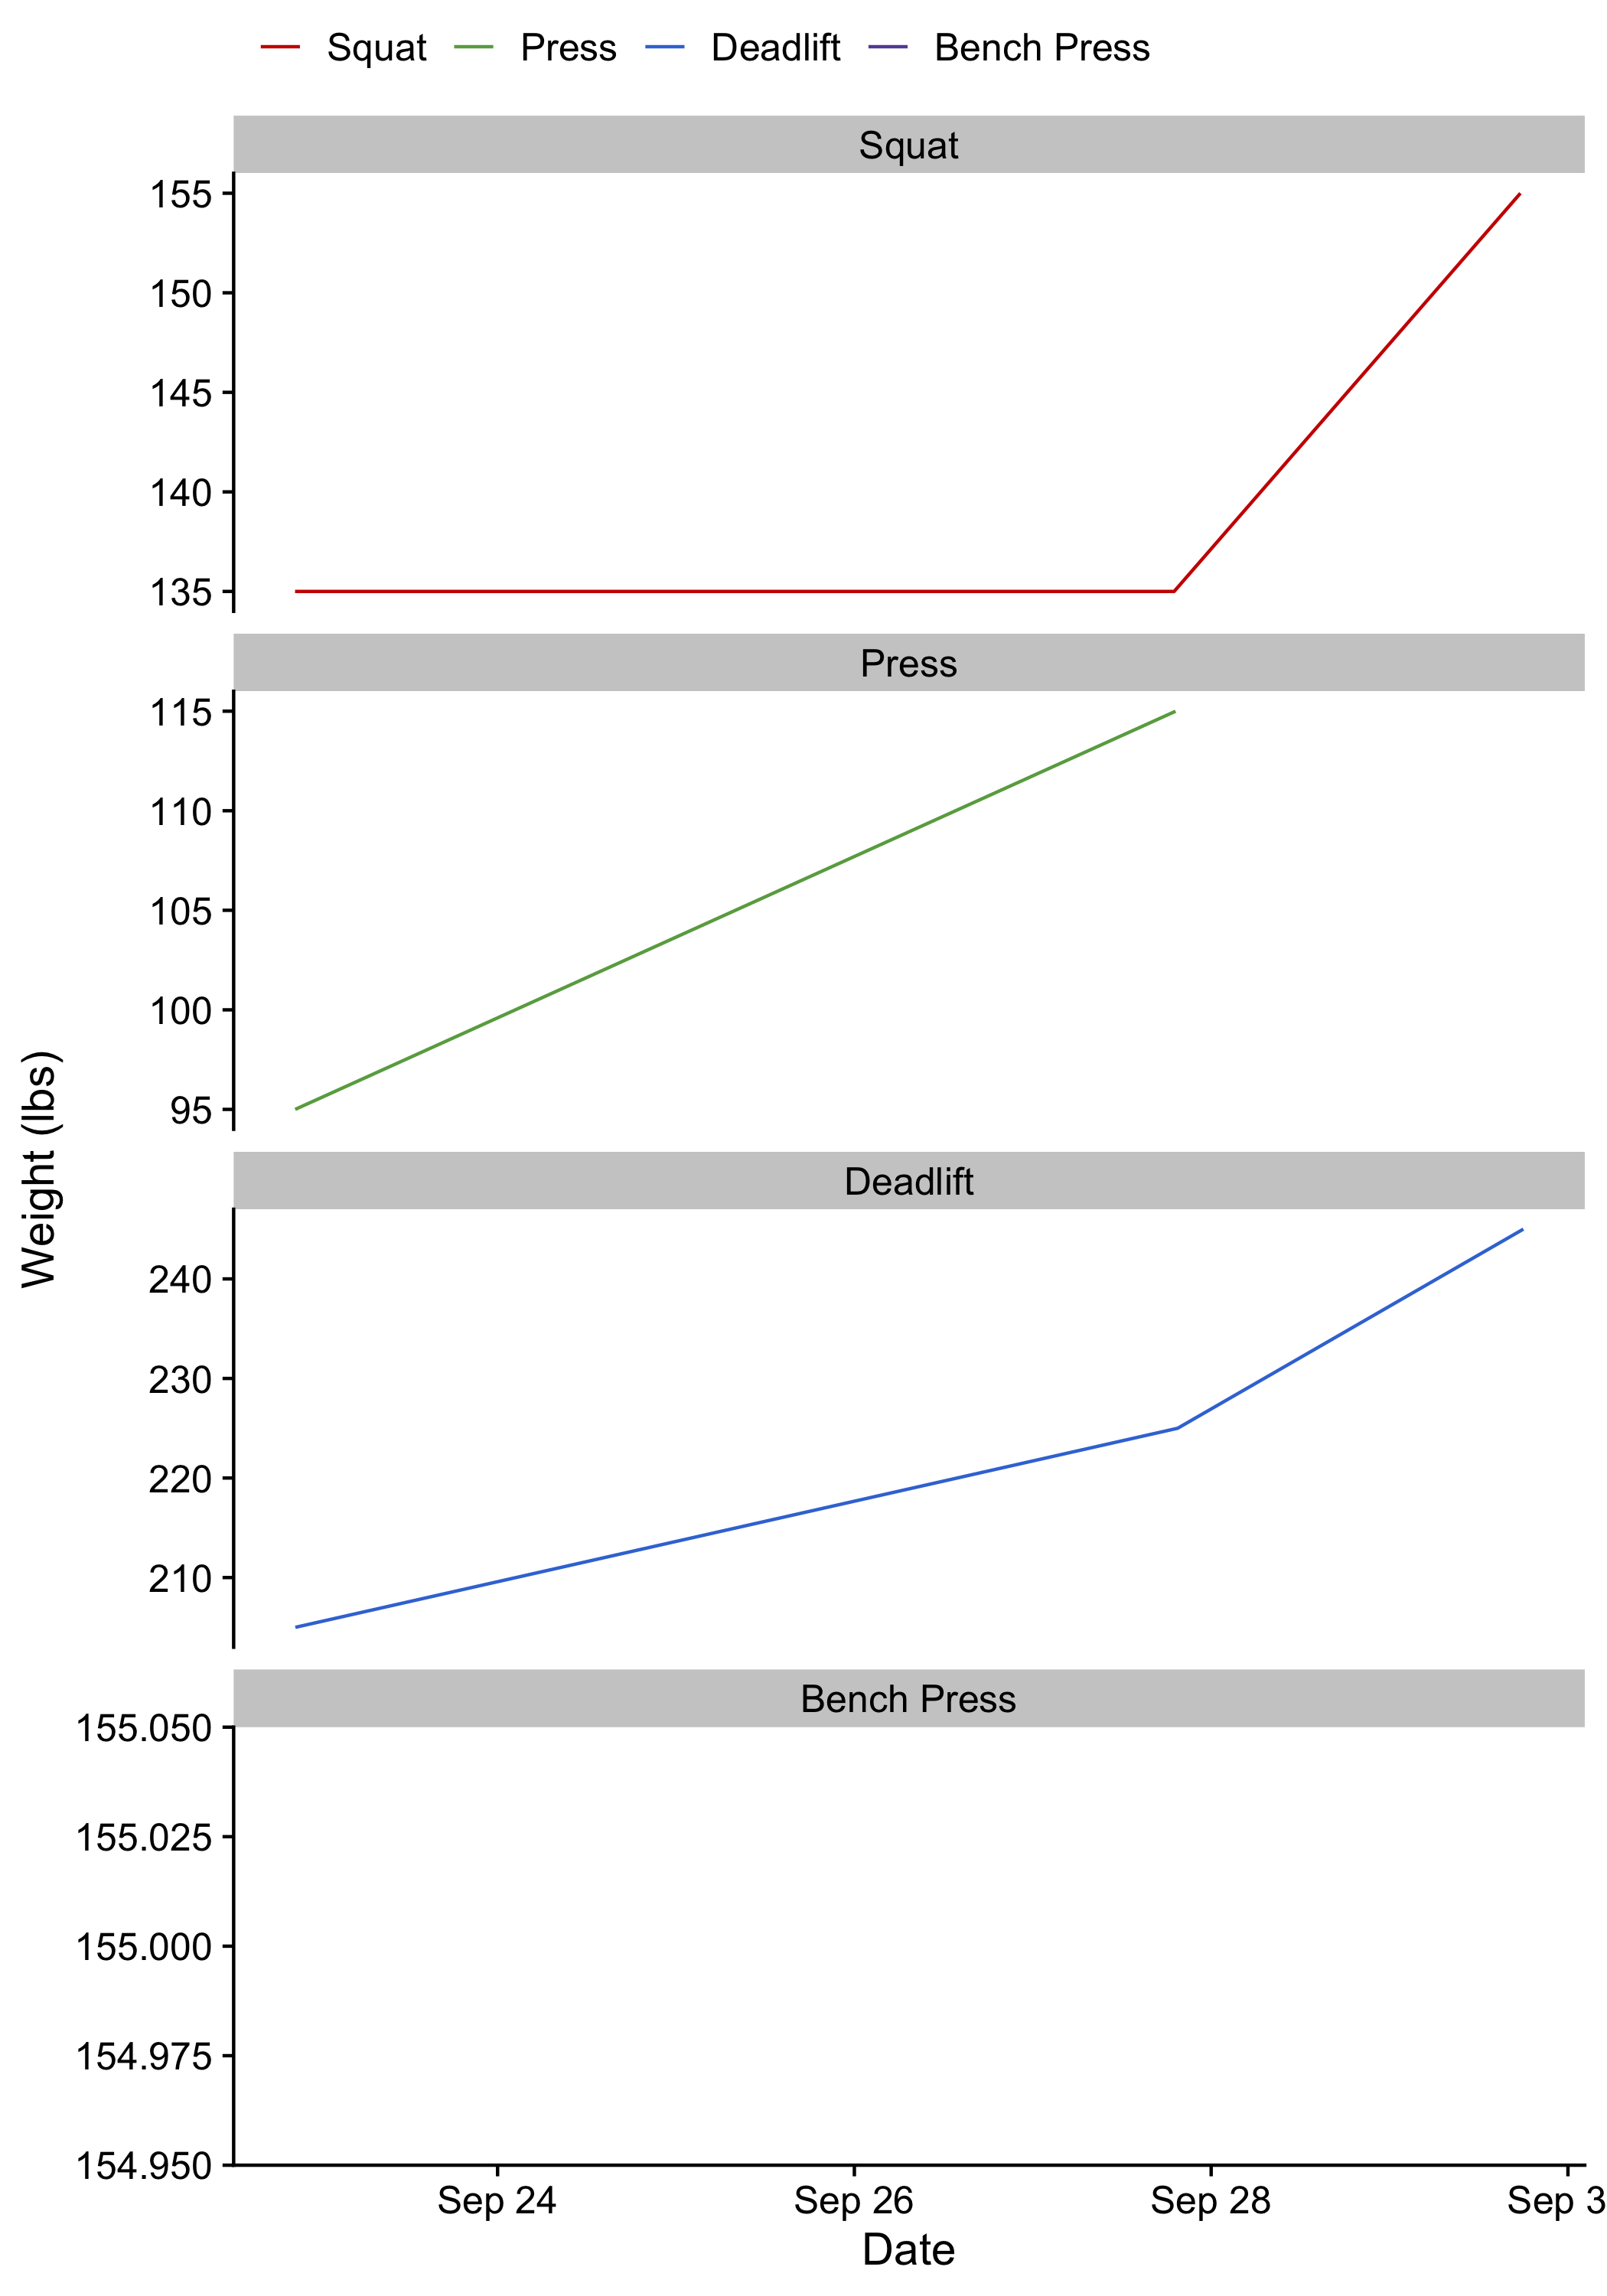 Squat Press Deadlift Bench Press
Squat
155
150
145
140
135
Press
115
110
105
100
95
Weight (lbs)
Deadlift
240
230
220
210
Bench Press
155.050
155.025
155.000
154.975
154.950
Sep 24 Sep 26 Sep 28 Sep 3
Date